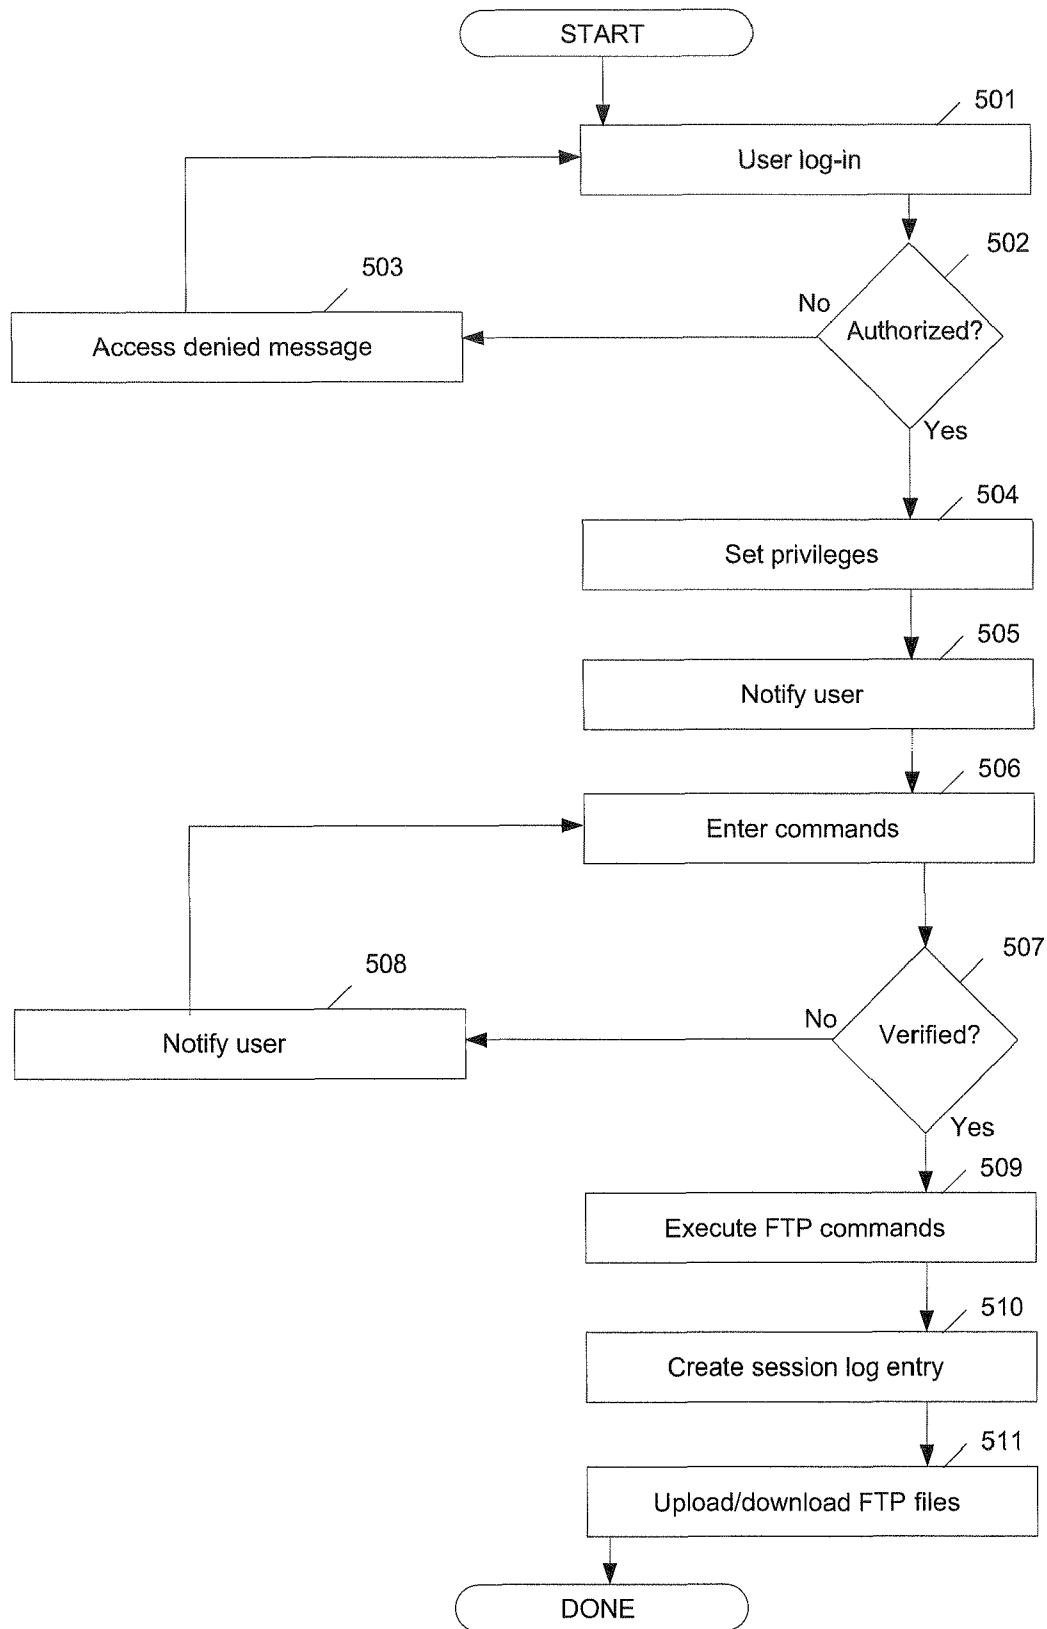 START
501
User log-in
502
Authorized?
No
503
Access denied message
Yes
504
Set privileges
505
Notify user
506
Enter commands
507
Verified?
No
508
Notify user
Yes
509
Execute FTP commands
510
Create session log entry
511
Upload/download FTP files
DONE